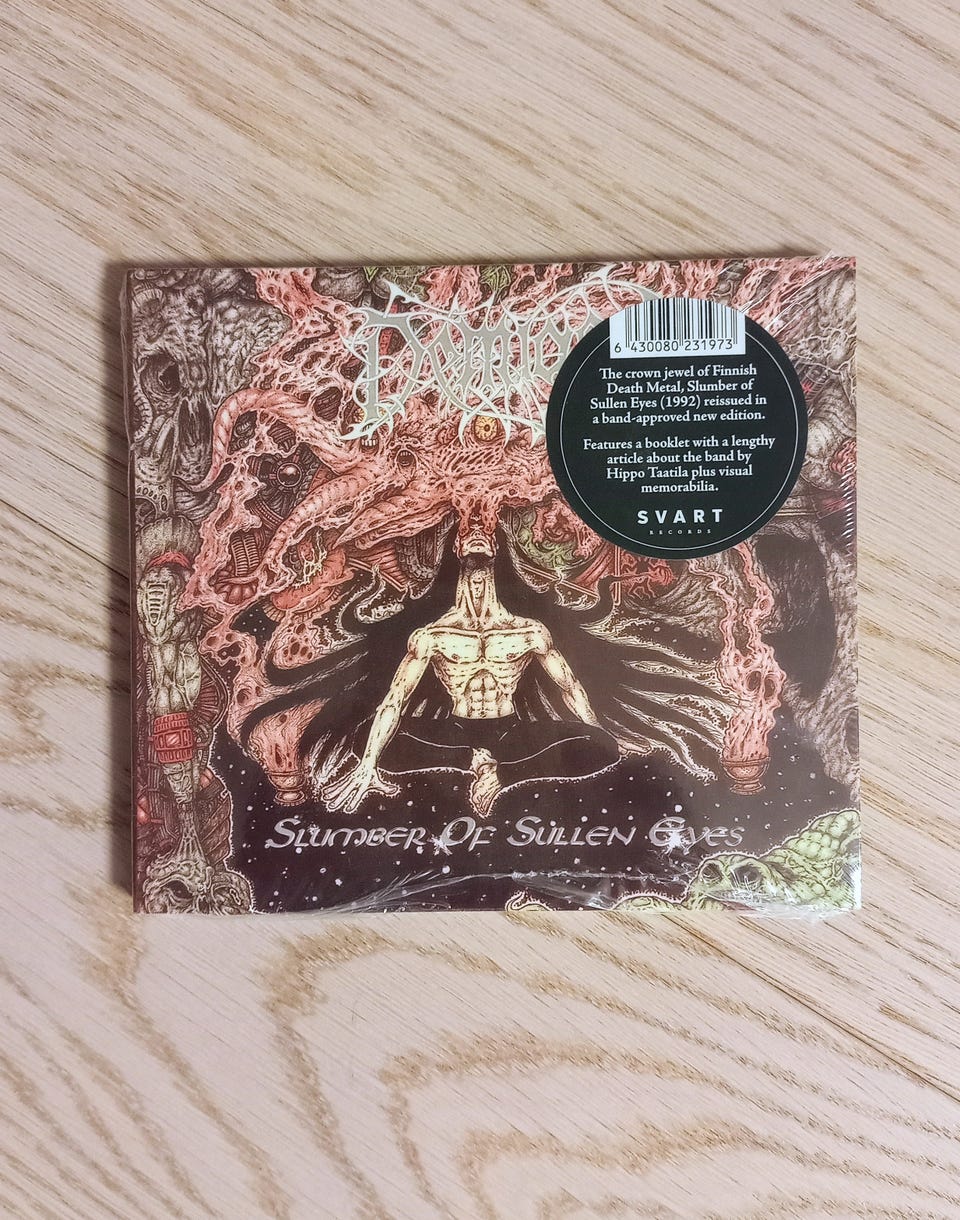 6 430080 231973
The crown jewel of Finnish
Death Metal, Slumber of
Sullen Eyes (1992) reissued in
a band-approved new edition.
Features a booklet with a lengthy
article about the band by
Hippo Taatila plus visual
memorabilia.
SVART
RECORDS
Slumber Of Sullen Eyes